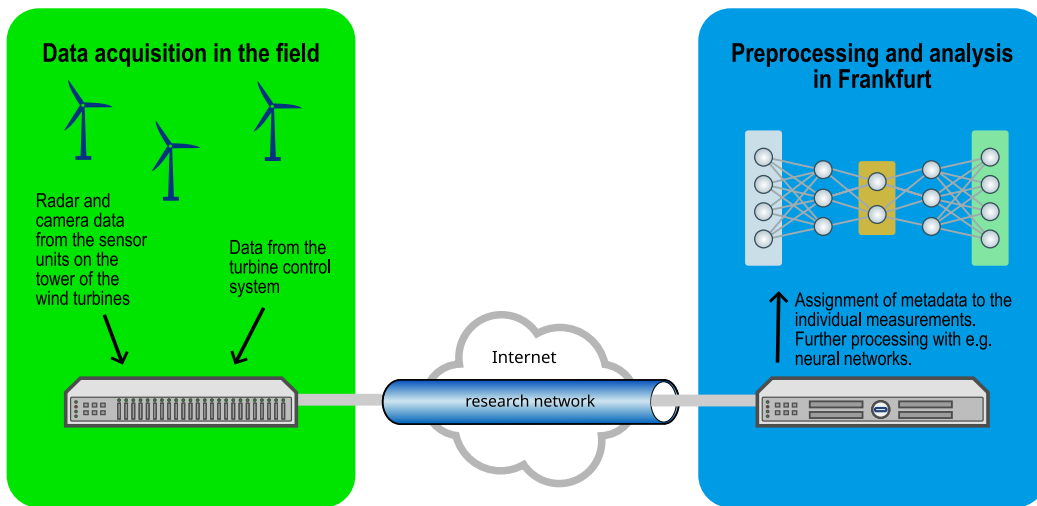 Data acquisition in the field
Radar and
camera data
from the sensor
units on the
tower of the
wind turbines
Data from the
turbine control
system
Internet
research network
Preprocessing and analysis
in Frankfurt
Assignment of metadata to the
individual measurements.
Further processing with e.g.
neural networks.